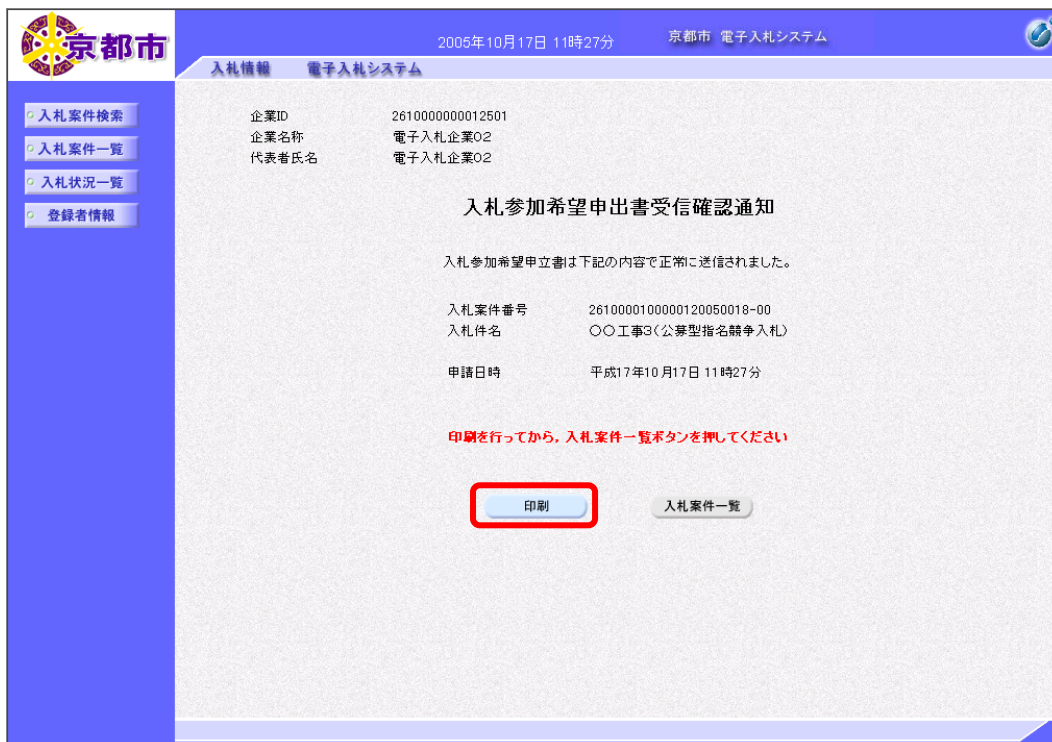 京都市
2005年10月17日 11時27分
京都市 電子入札システム
入札情報 電子入札システム
入札案件検索
入札案件一覧
入札状況一覧
登録者情報
企業ID 2610000000012501
企業名称 電子入札企業02
代表者氏名 電子入札企業02
入札参加希望申出書受信確認通知
入札参加希望申立書は下記の内容で正常に送信されました。
入札案件番号 2610000100000120050018-00
入札件名 〇〇工事3(公募型指名競争入札)
申請日時 平成17年10月17日 11時27分
印刷を行ってから，入札案件一覧ボタンを押してください
印刷 入札案件一覧